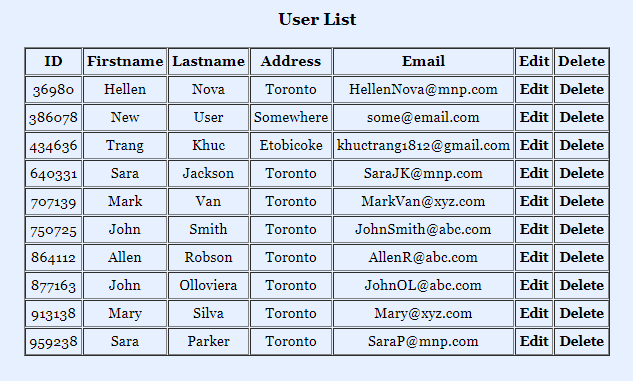 User List
ID Firstname Lastname Address Email Edit Delete
36980 Hellen Nova Toronto HellenNova@mnp.com Edit Delete
386078 New User Somewhere some@email.com Edit Delete
434636 Trang Khuc Etobicoke khuctrang1812@gmail.com Edit Delete
640331 Sara Jackson Toronto SaraJK@mnp.com Edit Delete
707139 Mark Van Toronto MarkVan@xyz.com Edit Delete
750725 John Smith Toronto JohnSmith@abc.com Edit Delete
864112 Allen Robson Toronto AllenR@abc.com Edit Delete
877163 John Olloviera Toronto JohnOL@abc.com Edit Delete
913138 Mary Silva Toronto Mary@xyz.com Edit Delete
959238 Sara Parker Toronto SaraP@mnp.com Edit Delete